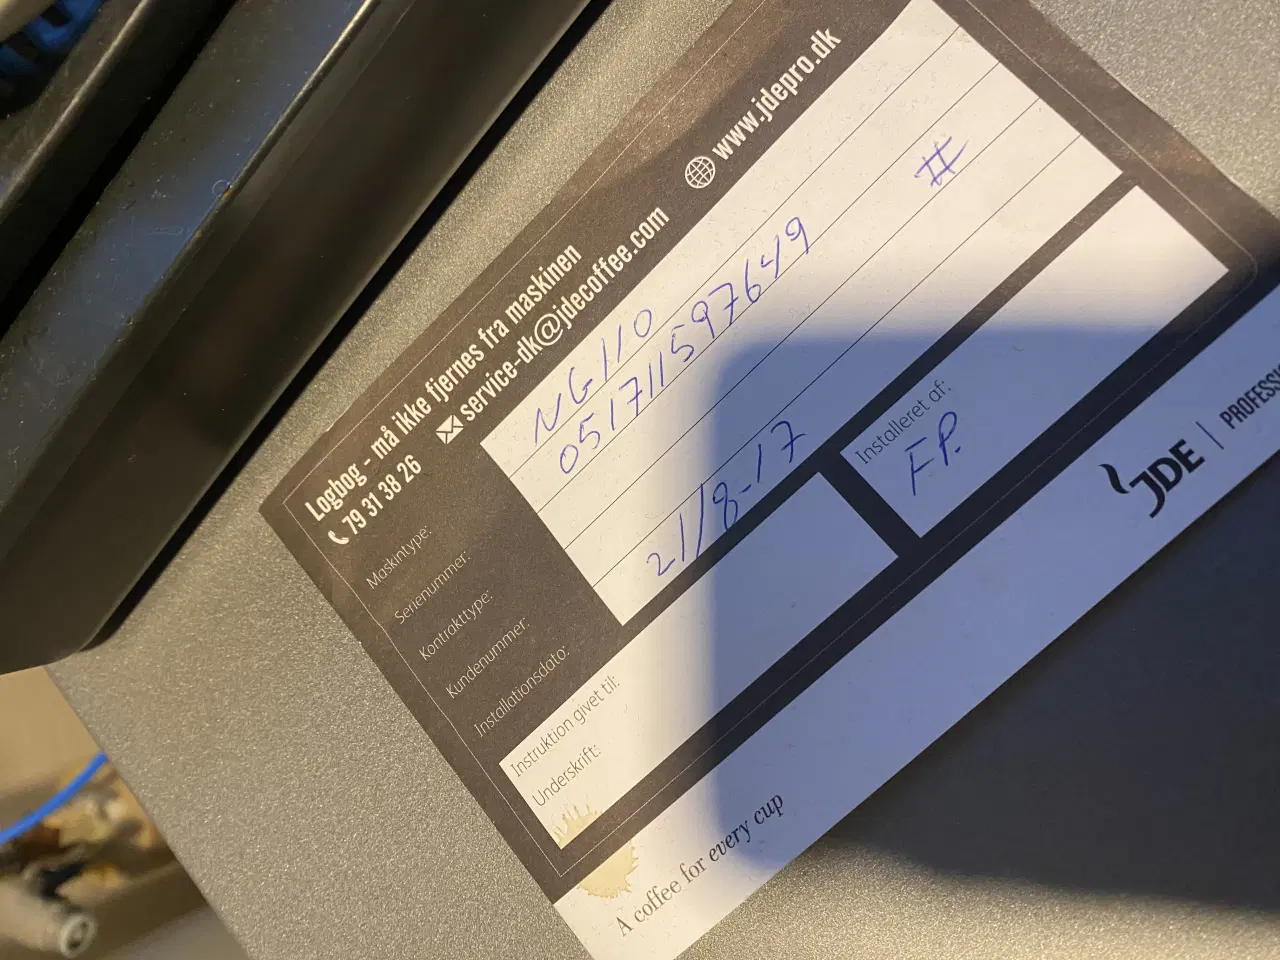 Logbog - må ikke fjernes fra maskinen
79 31 38 26 service-dk@jdecoffee.com www.jdepro.dk
Maskintype: NG110
Serienummer: 05171159 97649
Kontrakttype:
Kundenummer: #
Installationsdato: 21/8-17
Instruktion givet til:
Underskrift:
Installeret af:
FP.
A coffee for every cup
JDE |